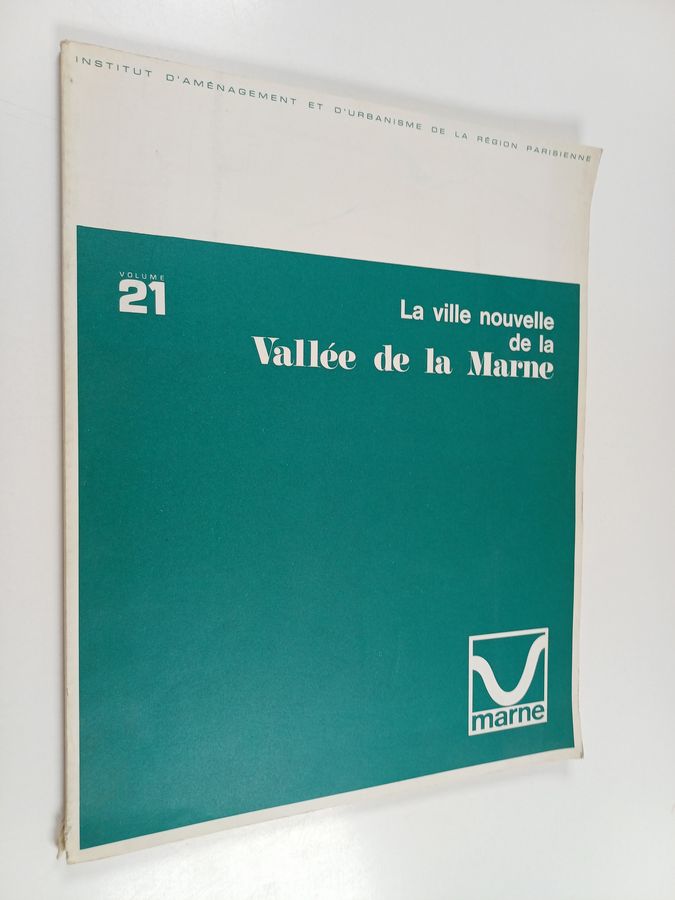 INSTITUT D'AMÉNAGEMENT ET D'URBANISME DE LA RÉGION PARISIENNE
VOLUME
21
La ville nouvelle
de la
Vallée de la Marne
marne